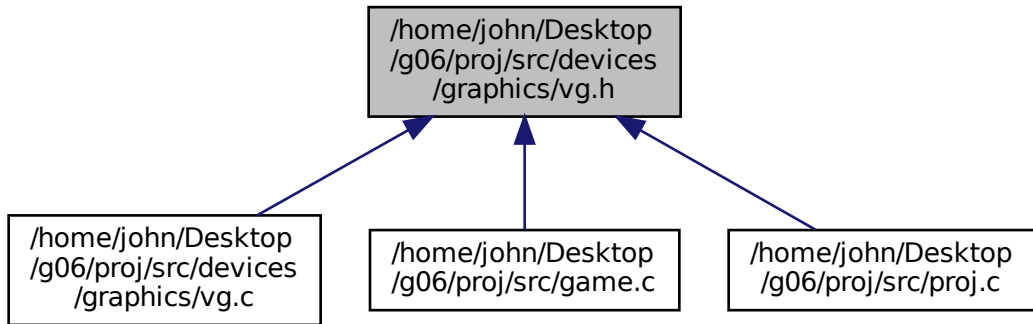 /home/john/Desktop
/g06/proj/src/devices
/graphics/vg.h
/home/john/Desktop
/g06/proj/src/devices
/graphics/vg.c
/home/john/Desktop
/g06/proj/src/game.c
/home/john/Desktop
/g06/proj/src/proj.c